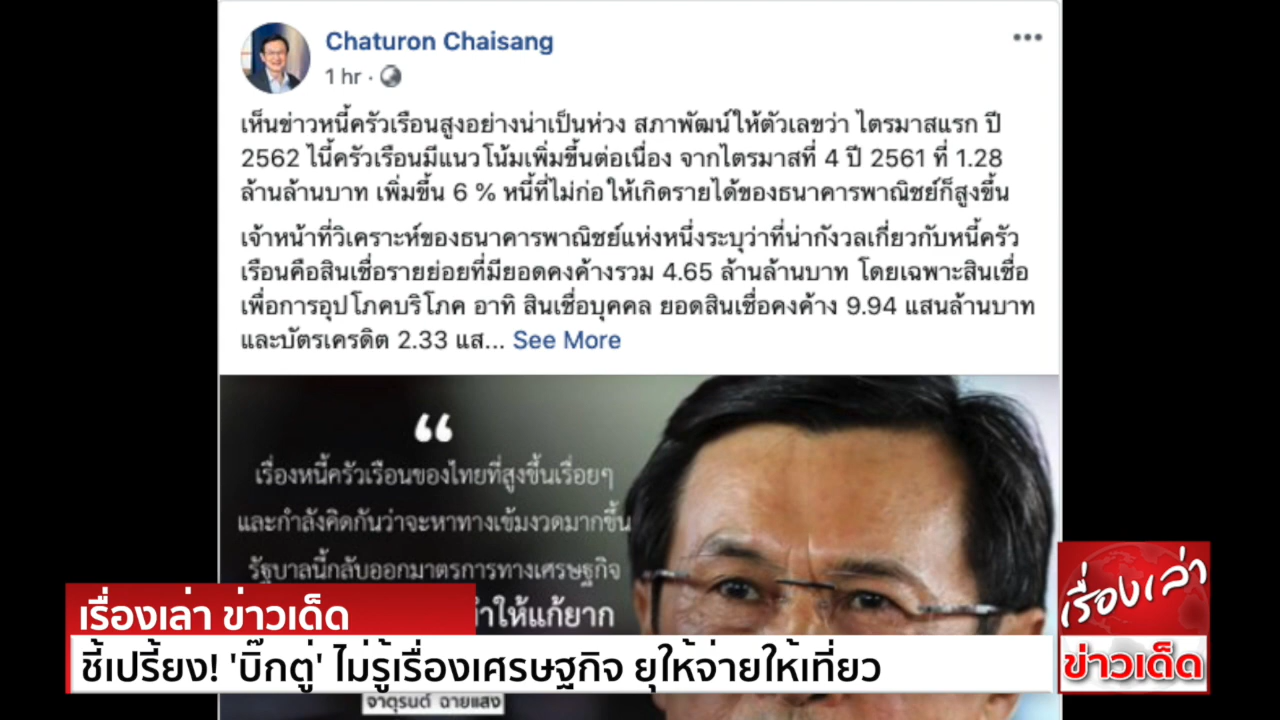 Chaturon Chaisang
1 hr ·
เห็นข่าวหนี้ครัวเรือนสูงอย่างน่าเป็นห่วง สภาพัฒน์ให้ตัวเลขว่า ไตรมาสแรก ปี
2562 ไนี้ครัวเรือนมีแนวโน้มเพิ่มขึ้นต่อเนื่อง จากไตรมาสที่ 4 ปี 2561 ที่ 1.28
ล้านล้านบาท เพิ่มขึ้น 6 % หนี้ที่ไม่ก่อให้เกิดรายได้ของธนาคารพาณิชย์ก็สูงขึ้น
เจ้าหน้าที่วิเคราะห์ของธนาคารพาณิชย์แห่งหนึ่งระบุว่าที่น่ากังวลเกี่ยวกับหนี้ครัว
เรือนคือสินเชื่อรายย่อยที่มียอดคงค้างรวม 4.65 ล้านล้านบาท โดยเฉพาะสินเชื่อ
เพื่อการอุปโภคบริโภค อาทิ สินเชื่อบุคคล ยอดสินเชื่อคงค้าง 9.94 แสนล้านบาท
และบัตรเครดิต 2.33 แส... See More
“
เรื่องหนี้ครัวเรือนของไทยที่สูงขึ้นเรื่อยๆ
และกำลังคิดกันว่าจะหาทางเข้มงวดมากขึ้น
รัฐบาลนี้กลับออกมาตรการทางเศรษฐกิจ
ทำให้แก้ยาก
เรื่องเล่า ข่าวเด็ด
ชี้เปรี้ยง! 'บิ๊กตู่' ไม่รู้เรื่องเศรษฐกิจ ยุให้จ่ายให้เที่ยว
จาตุรนต์ ฉายแสง
เรื่องเล่า
ข่าวเด็ด